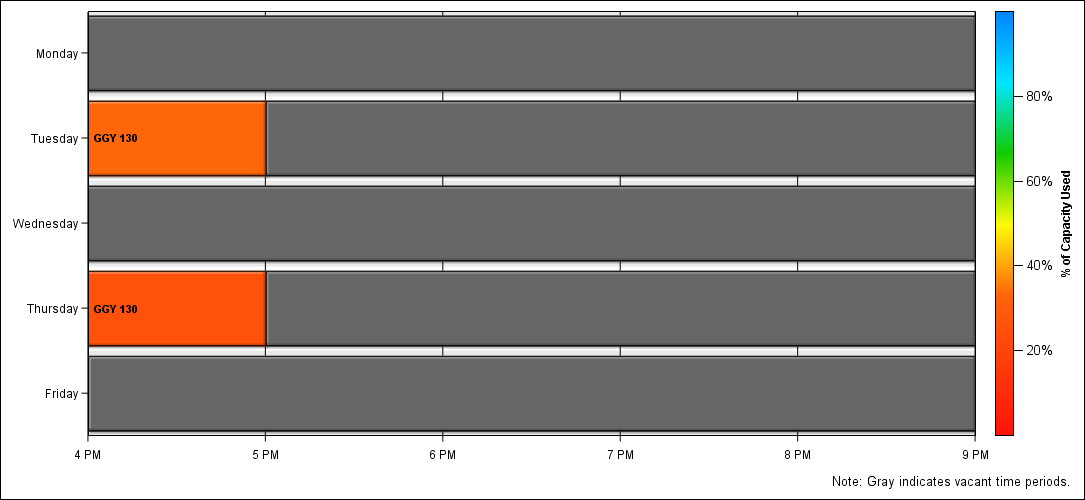 Monday
Tuesday
GGY 130
Wednesday
Thursday
GGY 130
Friday
4 PM 5 PM 6 PM 7 PM 8 PM 9 PM
80%
60%
40%
20%
% of Capacity Used
Note: Gray indicates vacant time periods.